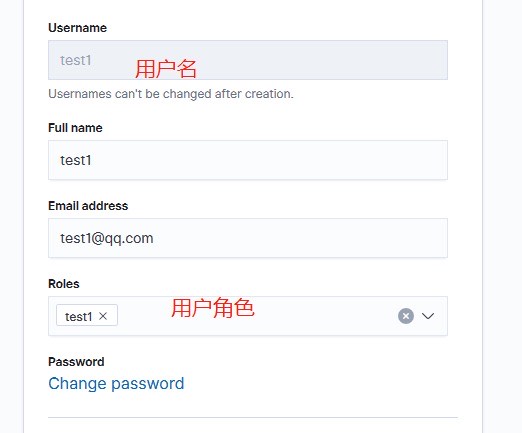 Username
test1
用户名
Usernames can't be changed after creation.
Full name
test1
Email address
test1@qq.com
Roles
test1
用户角色
Password
Change password